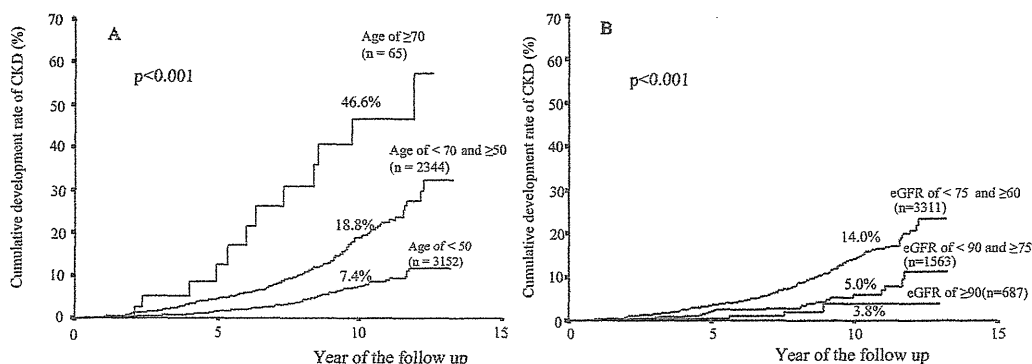 A
Cumulative development rate of CKD (%)
70
60
50
40
30
20
10
0
p<0.001
Age of ≥70
(n = 65)
46.6%
Age of < 70 and ≥50
(n = 2344)
18.8%
Age of < 50
(n = 3152)
7.4%
0
5
10
15
Year of the follow up
B
Cumulative development rate of CKD (%)
70
60
50
40
30
20
10
0
p<0.001
eGFR of < 75 and ≥60
(n=3311)
14.0%
eGFR of < 90 and ≥75
(n=1563)
5.0%
eGFR of ≥90(n=687)
3.8%
0
5
10
15
Year of the follow up